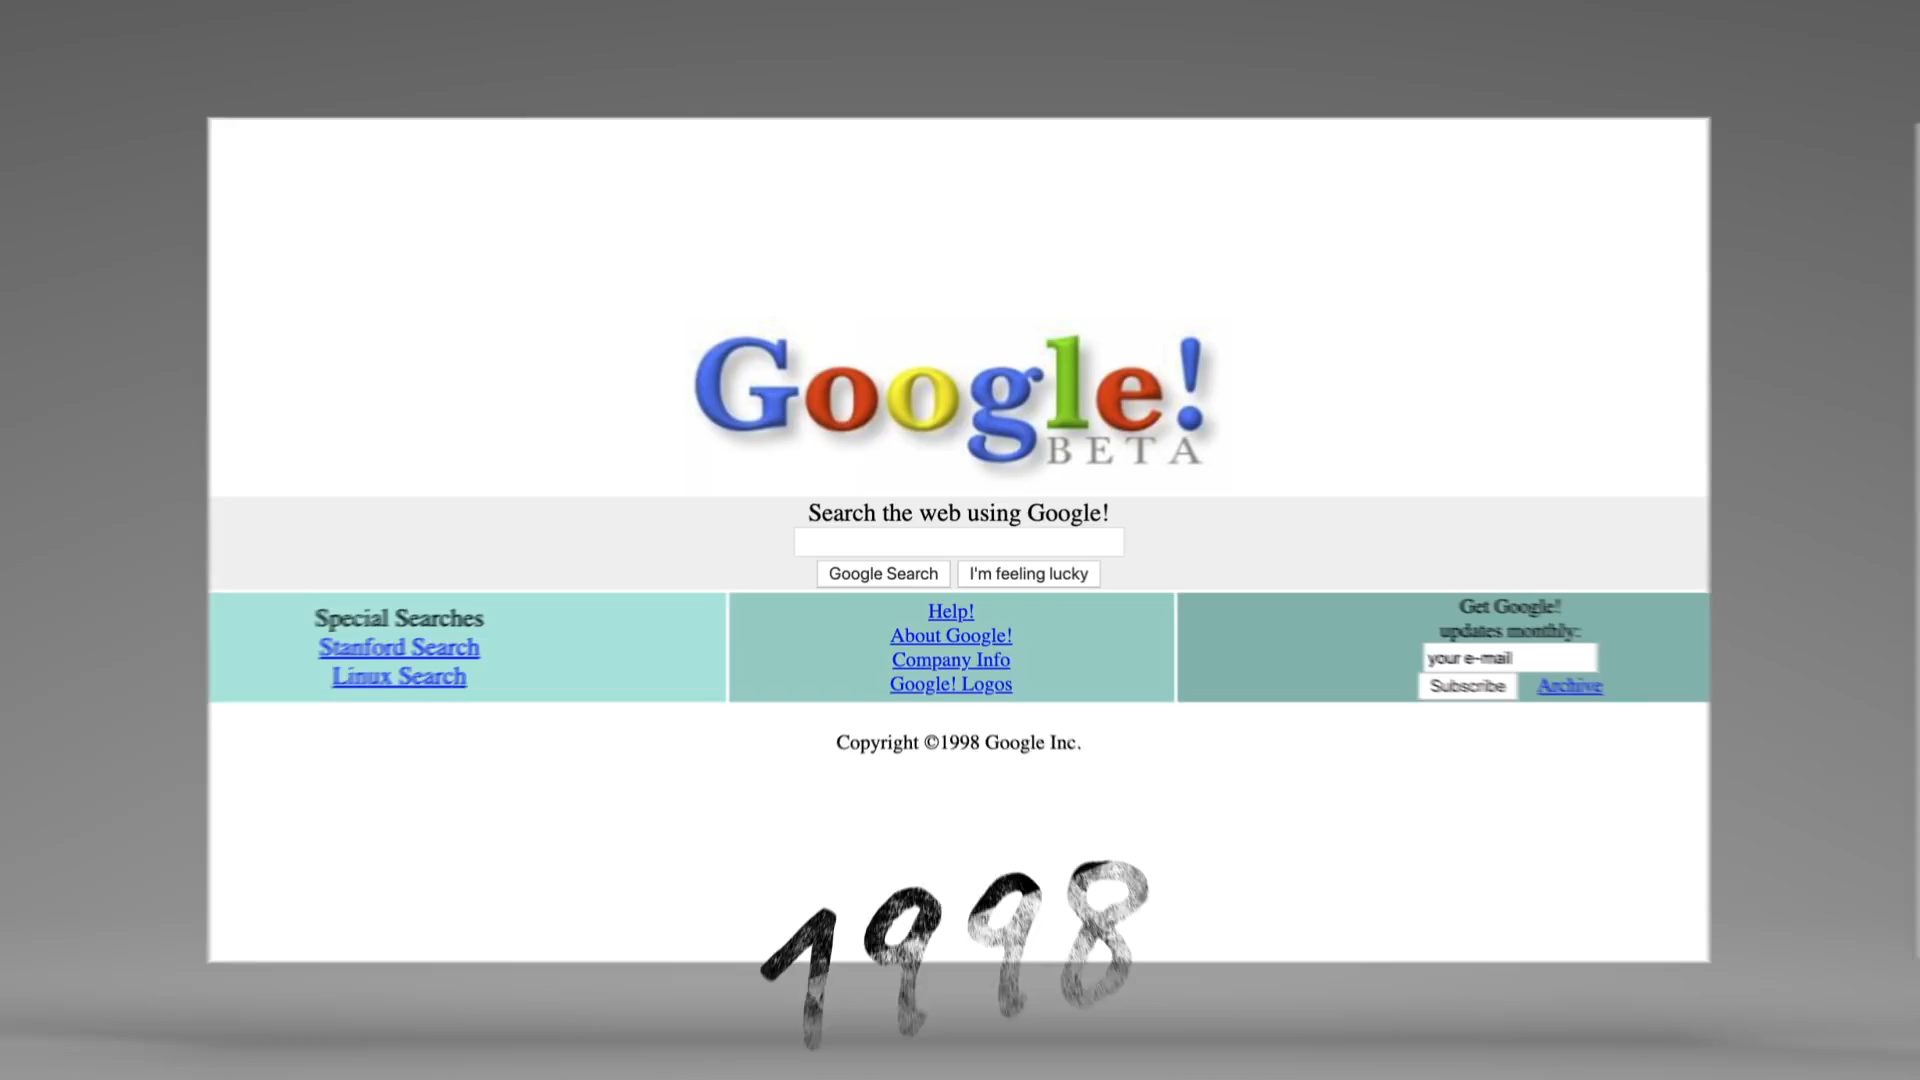 Google!
BETA
Search the web using Google!
Google Search I'm feeling lucky
Special Searches
Stanford Search
Linux Search
Help!
About Google!
Company Info
Google! Logos
Get Google!
updates monthly:
your e-mail
Subscribe Archive
Copyright ©1998 Google Inc.
1998